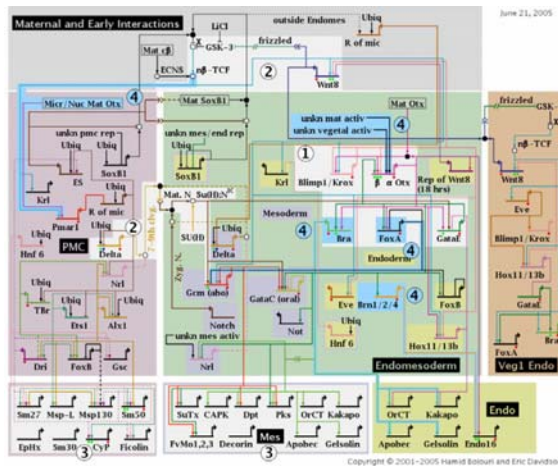 June 21, 2005
Maternal and Early Interactions
LiCl
outside Endomes
Ubiq
Mat cβ
χ
GSK-3
frizzled
R of mic
ECNS
nβ-TCF
2
Wnt8
4
Micr/Nuc Mat Otx
Mat SoxB1
unkn mat activ
unkn vegetal activ
4
Mat Otx
frizzled
GSK-3
nβ-TCF
unkn pmc rep
Ubiq
Ubiq
ES
SoxB1
unkn mes/end rep
Ubiq
SoxB1
1
Krl
Blimp1/Krox
β α Otx
Rep of Wnt8
(18 hrs)
Wnt8
Eve
Blimp1/Krox
Krl
Pmar1
Ubiq
R of mic
Mat. N
Su(H):N
Hnf 6
PMC
Ubiq
Delta
2
SU(H)
Ubiq
Delta
Mesoderm
4
Bra
FoxA
GataE
4
Endoderm
Hox11/13b
Nrl
Zyg. N
Gcm (abo)
GataC (oral)
Eve
Brn1/2/4
4
FoxB
GataE
Bra
FoxA
Ubiq
TBr
Ubiq
Ets1
Ubiq
Alx1
Notch
Not
Ubiq
Hnf 6
Hox11/13b
unkn mes activ
Nrl
Dri
FoxB
Gsc
Endomesoderm
Veg1 Endo
Sm27
Msp-L
Msp130
Sm50
EpHx
Sm30
CyP
Ficolin
3
SuTx
CAPK
Dpt
Pks
OrCT
Kakapo
FvMo1,2,3
Decorin
Mes
Apobec
Gelsolin
3
OrCT
Kakapo
Endo
Apobec
Gelsolin
Endo16
Copyright © 2001-2005 Hamid Bolouri and Eric Davidson